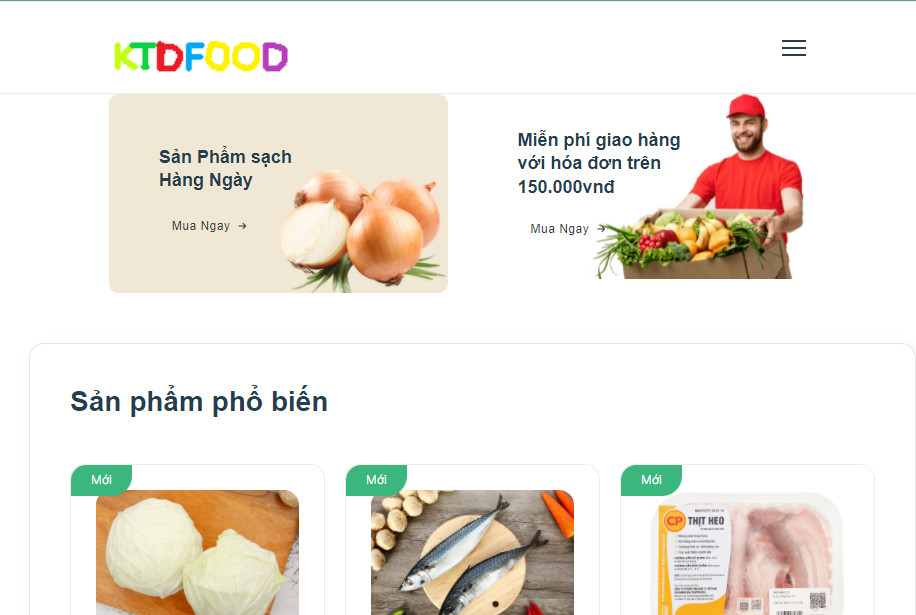 KTDFOOD
Sản Phẩm sạch
Hàng Ngày
Mua Ngay →
Miễn phí giao hàng
với hóa đơn trên
150.000vnđ
Mua Ngay →
Sản phẩm phổ biến
Mới
Mới
Mới
CP THỊT HEO